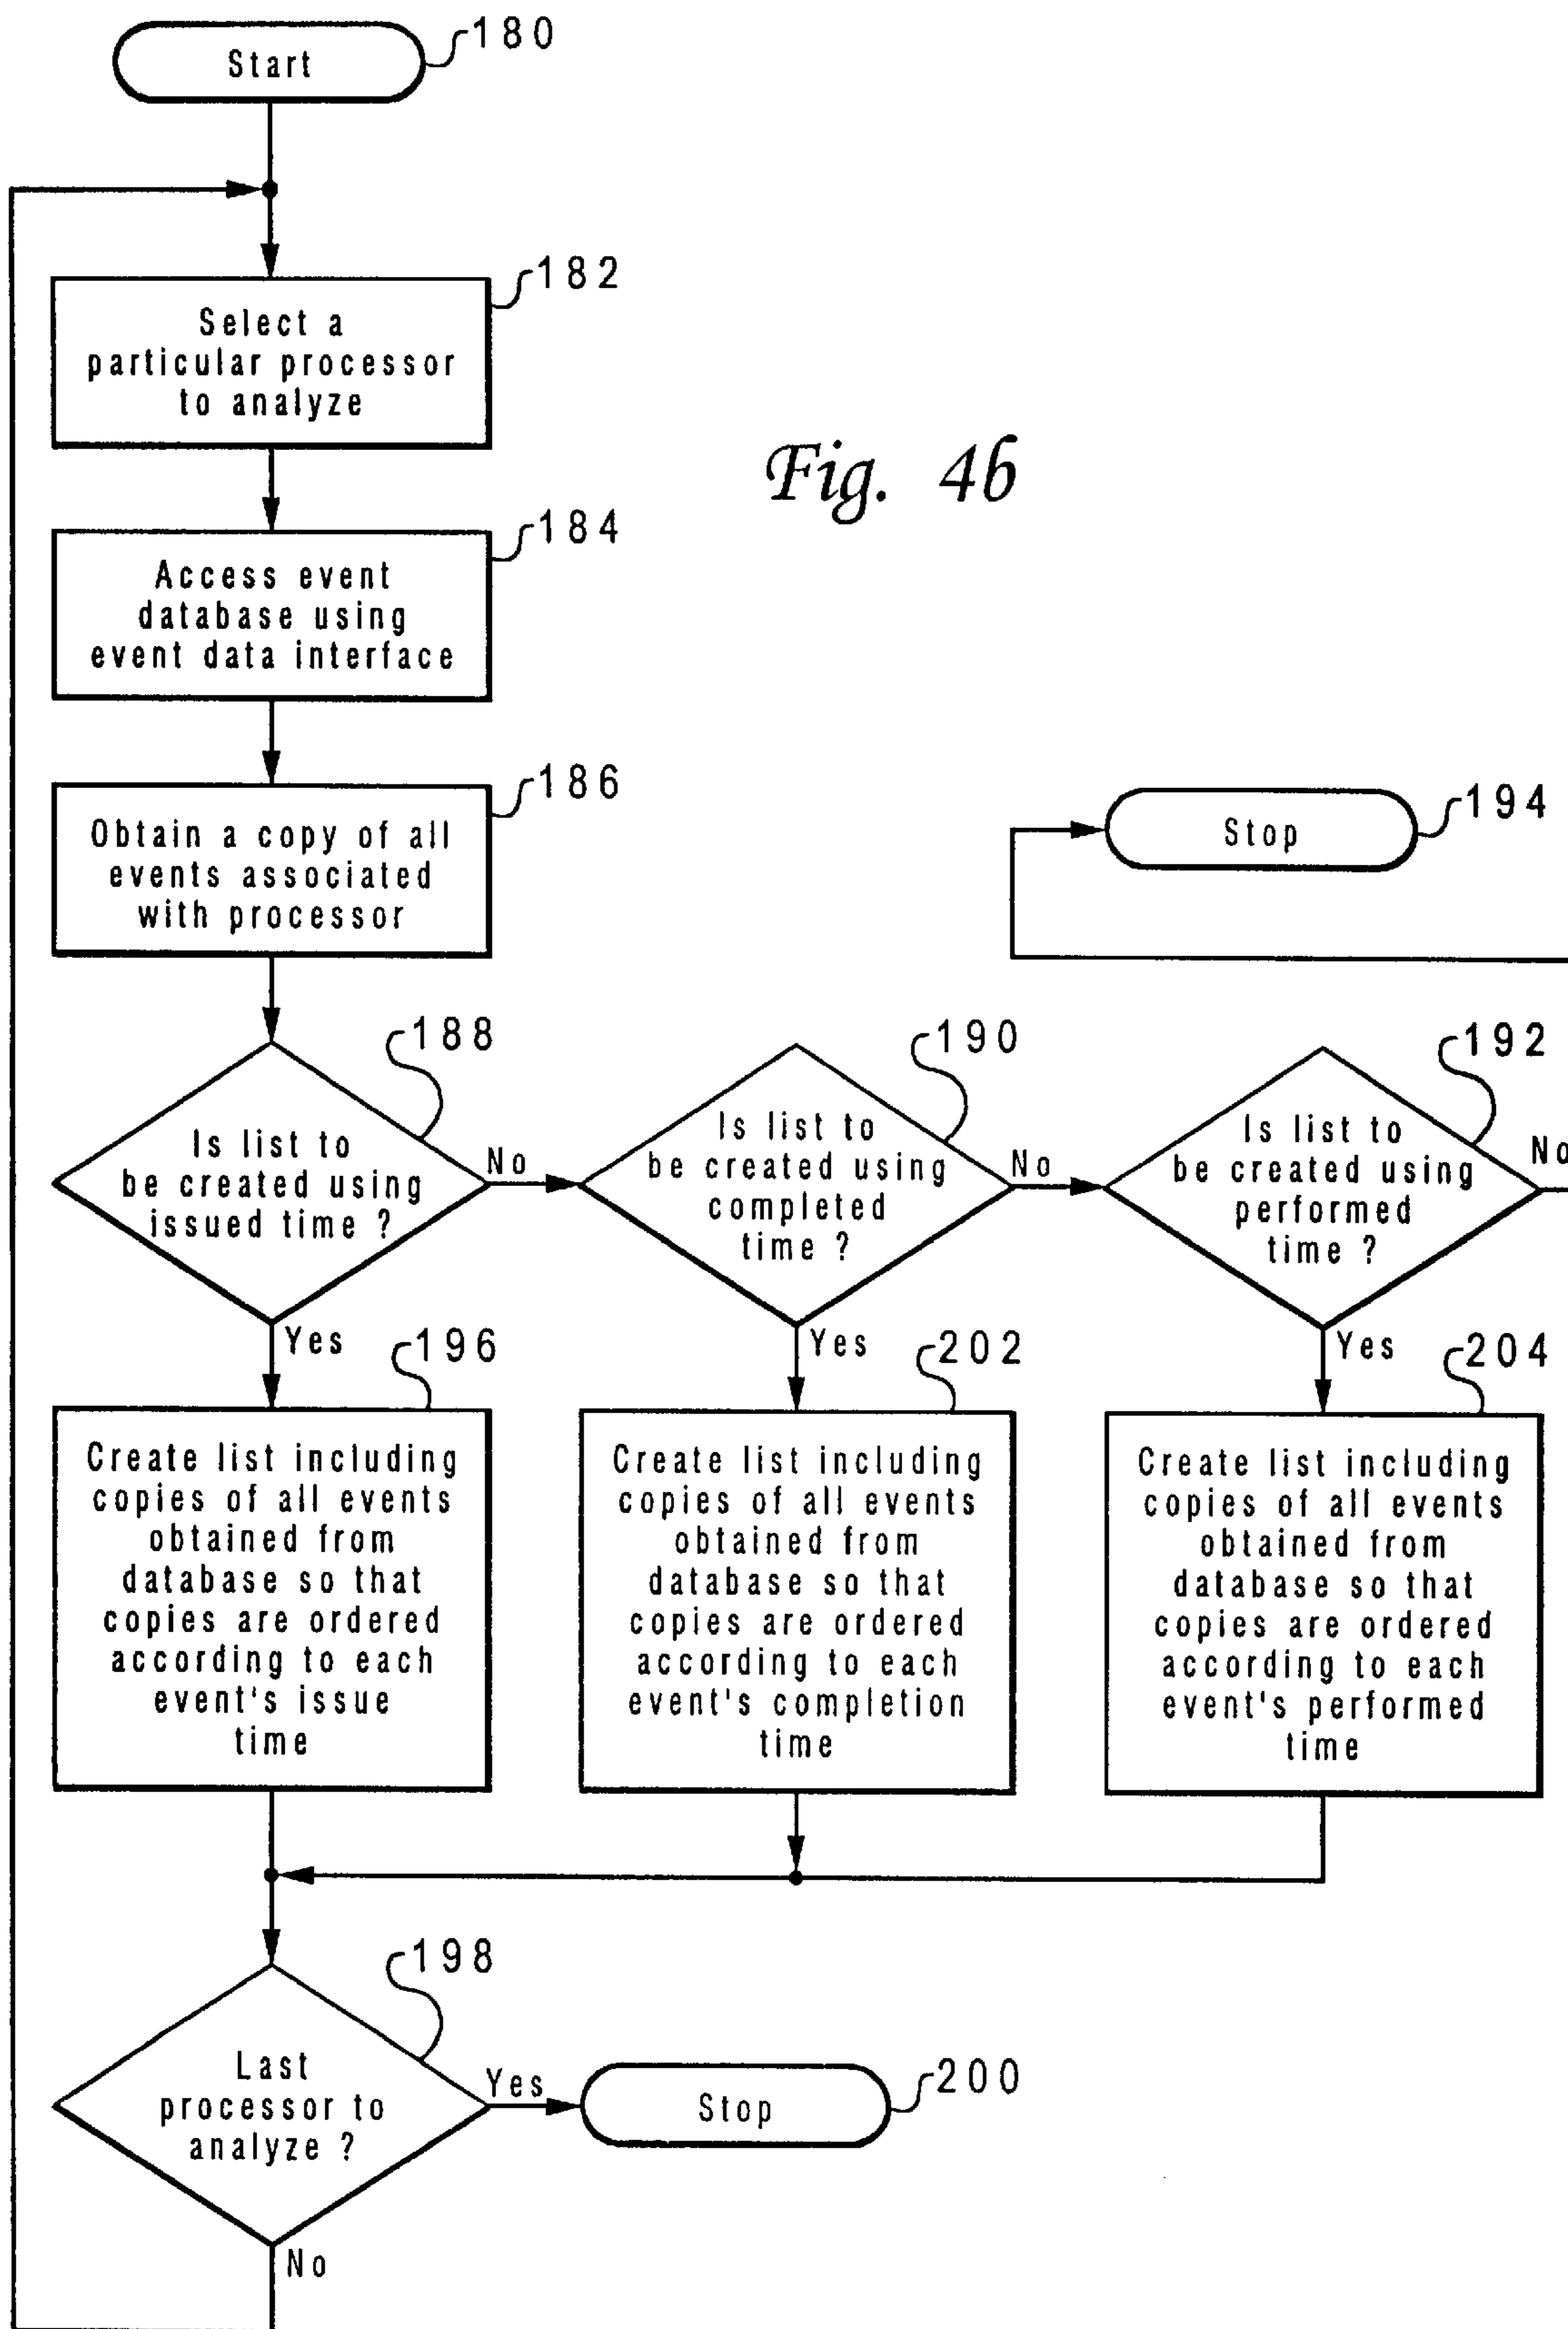 Start
180
182
Select a
particular processor
to analyze
Fig. 4b
184
Access event
database using
event data interface
186
Obtain a copy of all
events associated
with processor
Stop
194
188
Is list to
be created using
issued time ?
No
Yes
190
Is list to
be created using
completed
time ?
No
Yes
192
Is list to
be created using
performed
time ?
No
Yes
196
Create list including
copies of all events
obtained from
database so that
copies are ordered
according to each
event's issue
time
202
Create list including
copies of all events
obtained from
database so that
copies are ordered
according to each
event's completion
time
204
Create list including
copies of all events
obtained from
database so that
copies are ordered
according to each
event's performed
time
198
Last
processor to
analyze ?
Yes
Stop
200
No